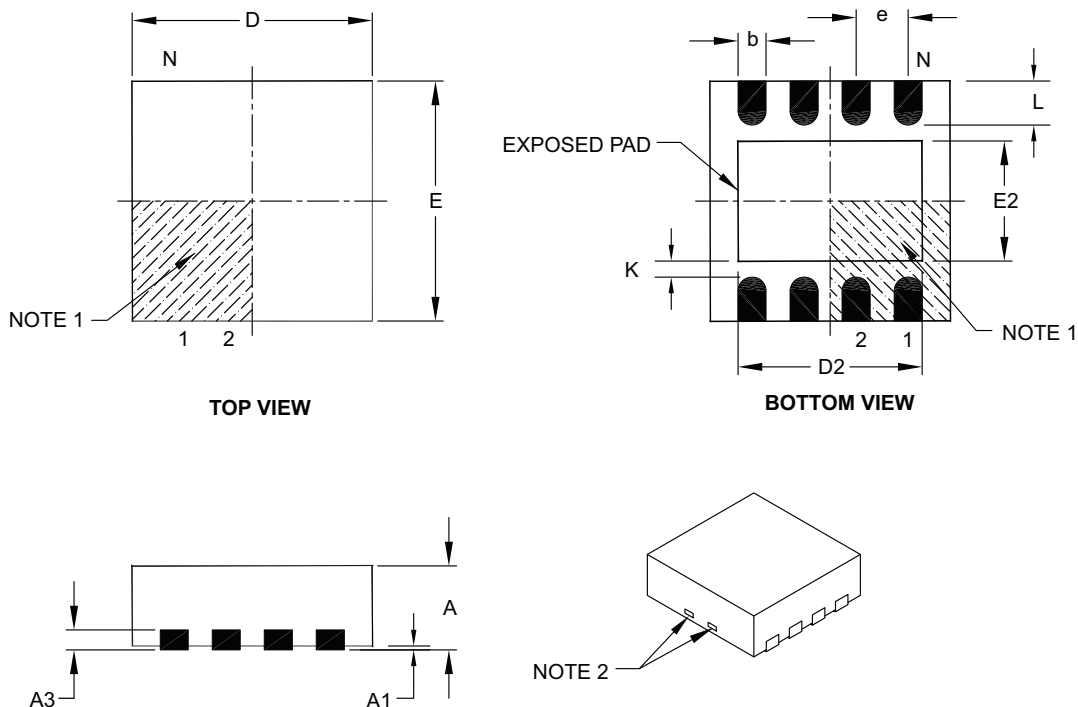 D
N
E
NOTE 1
1 2
TOP VIEW
e
b
N
L
EXPOSED PAD
E2
K
NOTE 1
2 1
D2
BOTTOM VIEW
A
A3
A1
NOTE 2